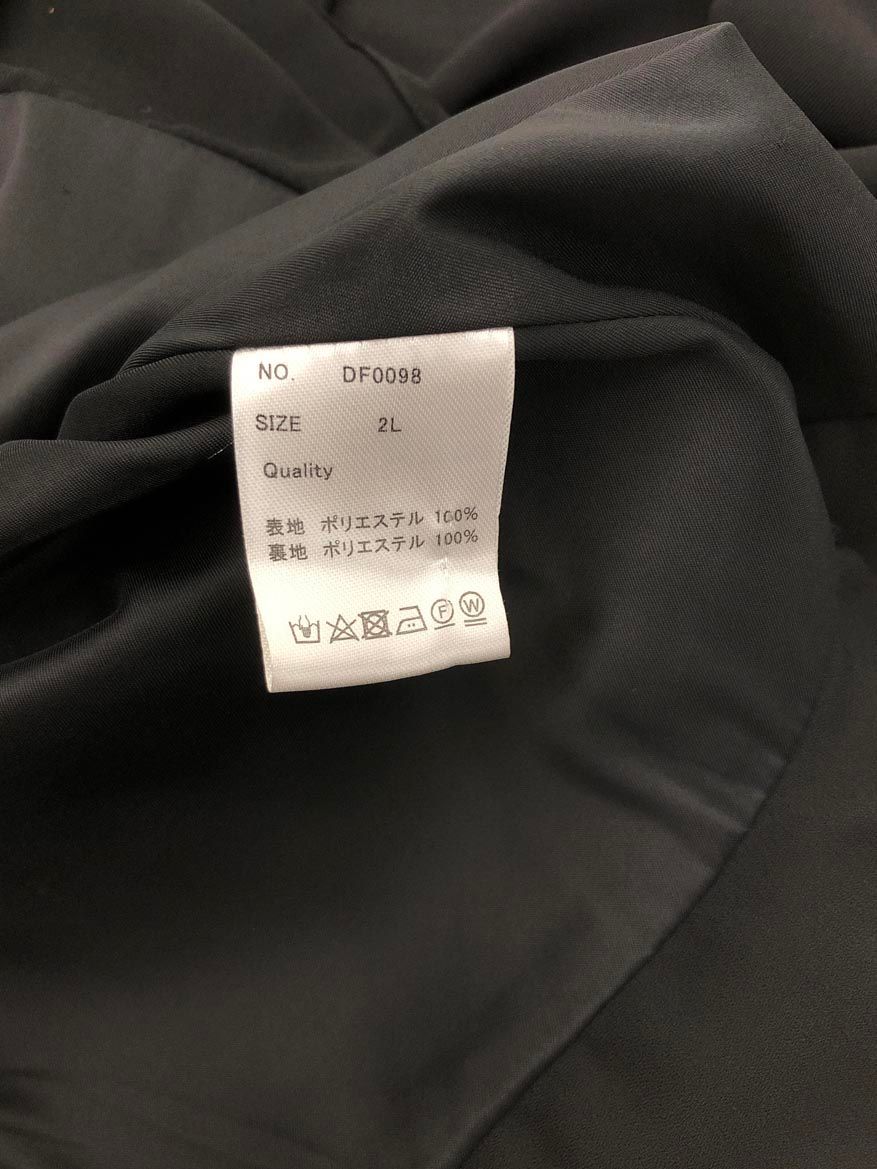 NO. DF0098
SIZE 2L
Quality
表地 ポリエステル 100%
裏地 ポリエステル 100%
F W